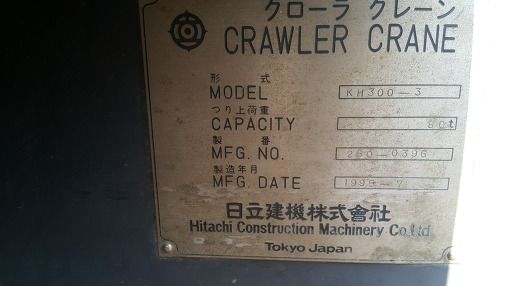 クローラ クレーン
CRAWLER CRANE
形 式
MODEL KH300-3
つり上荷重
CAPACITY 80t
製 番
MFG. NO. 260-0396
製造年月
MFG. DATE
日立建機株式會社
Hitachi Construction Machinery Co. Ltd.
Tokyo Japan